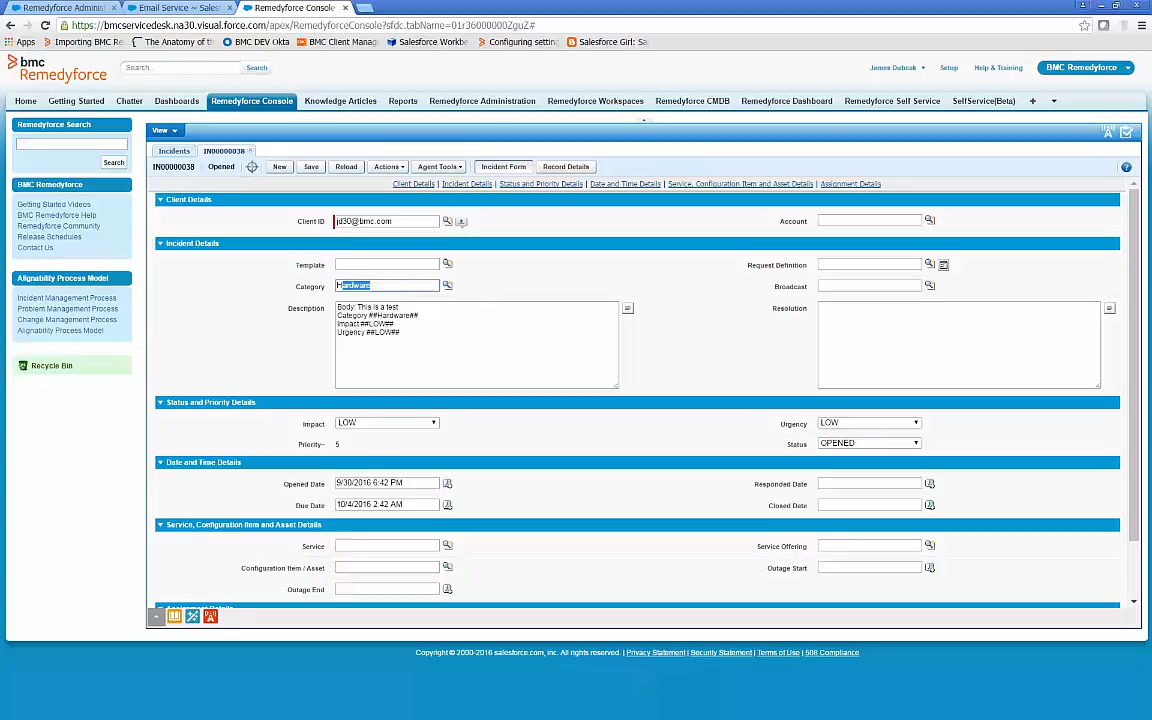 Remedyforce Administ
Email Service ~ Salest
Remedyforce Console
https://bmcservicedesk.na30.visual.force.com/apex/RemedyforceConsole?sfdc.tabName=01r36000000ZguZ#
Apps
Importing BMC Re
The Anatomy of th
BMC DEV Okta
BMC Client Manag
Salesforce Workbe
Configuring setting
Salesforce Girl: Sa
bmc
Remedyforce
Search...
Search
James Dubcak
Setup
Help & Training
BMC Remedyforce
Home
Getting Started
Chatter
Dashboards
Remedyforce Console
Knowledge Articles
Reports
Remedyforce Administration
Remedyforce Workspaces
Remedyforce CMDB
Remedyforce Dashboard
Remedyforce Self Service
SelfService(Beta)
+
Remedyforce Search
Search
BMC Remedyforce
Getting Started Videos
BMC Remedyforce Help
Remedyforce Community
Release Schedules
Contact Us
Alignability Process Model
Incident Management Process
Problem Management Process
Change Management Process
Alignability Process Model
Recycle Bin
View
Incidents
IN00000038
IN00000038 Opened
New
Save
Reload
Actions
Agent Tools
Incident Form
Record Details
Client Details | Incident Details | Status and Priority Details | Date and Time Details | Service, Configuration Item and Asset Details | Assignment Details
Client Details
Client ID jd30@bmc.com
Account
Incident Details
Template
Request Definition
Category Hardware
Broadcast
Description
Body: This is a test
Category ##Hardware##
Impact ##LOW##
Urgency ##LOW##
Resolution
Status and Priority Details
Impact LOW
Urgency LOW
Priority~ 5
Status OPENED
Date and Time Details
Opened Date 9/30/2016 6:42 PM
Responded Date
Due Date 10/4/2016 2:42 AM
Closed Date
Service, Configuration Item and Asset Details
Service
Service Offering
Configuration Item / Asset
Outage Start
Outage End
Copyright © 2000-2016 salesforce.com, inc. All rights reserved. | Privacy Statement | Security Statement | Terms of Use | 508 Compliance